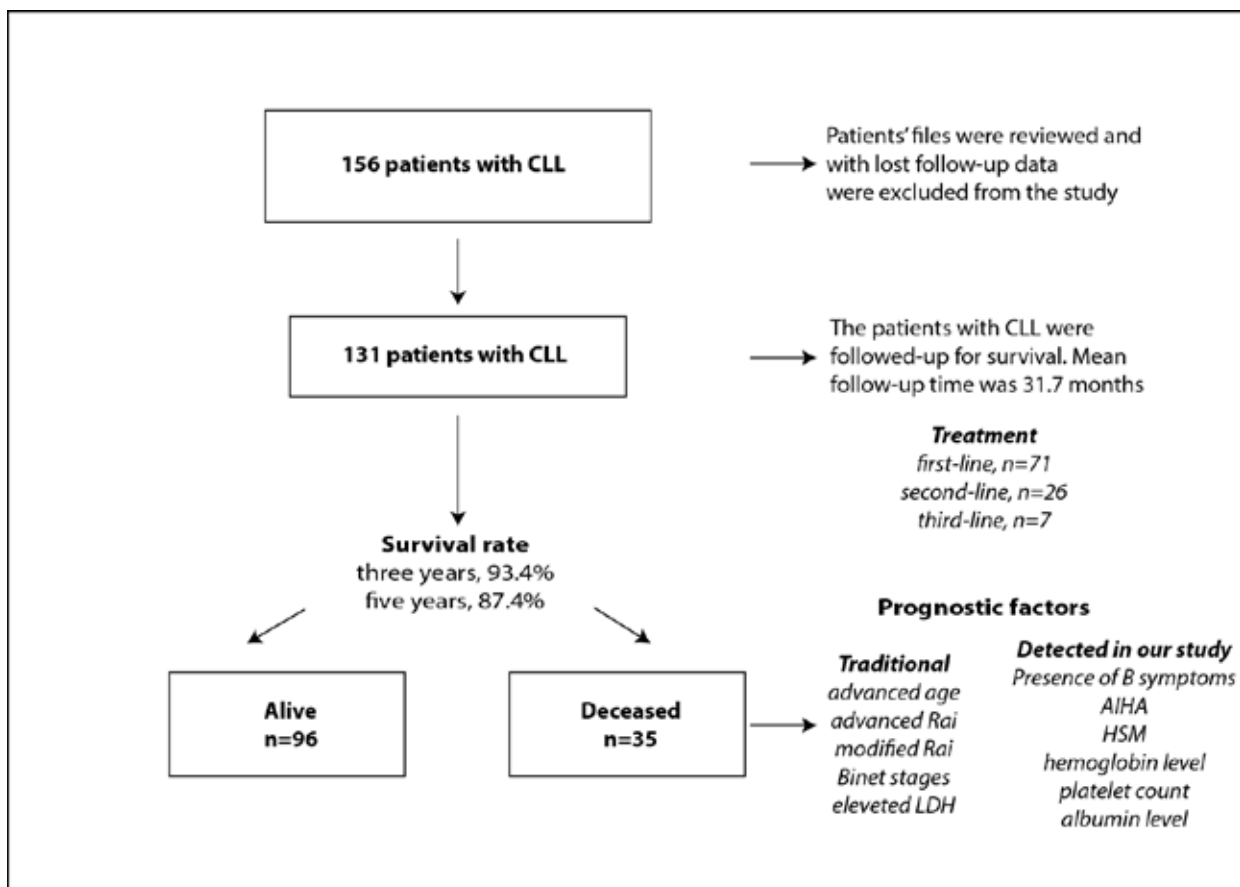 156 patients with CLL
Patients' files were reviewed and
with lost follow-up data
were excluded from the study
131 patients with CLL
The patients with CLL were
followed-up for survival. Mean
follow-up time was 31.7 months
Treatment
first-line, n=71
second-line, n=26
third-line, n=7
Survival rate
three years, 93.4%
five years, 87.4%
Alive
n=96
Deceased
n=35
Prognostic factors
Traditional
advanced age
advanced Rai
modified Rai
Binet stages
eleveted LDH
Detected in our study
Presence of B symptoms
AIHA
HSM
hemoglobin level
platelet count
albumin level